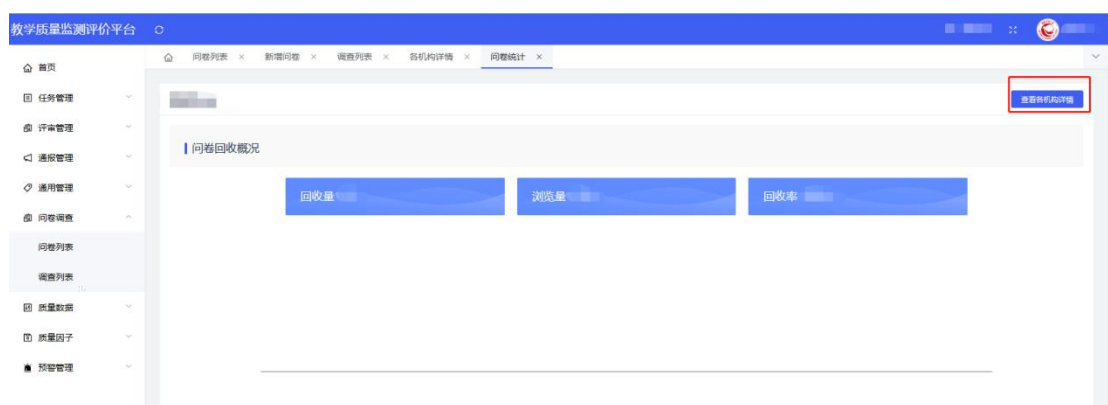 教学质量监测评价平台
首页
问卷列表 × 新增问卷 × 调查列表 × 各机构详情 × 问卷统计 ×
任务管理
评审管理
通报管理
通用管理
问卷调查
问卷列表
调查列表
质量数据
质量因子
预警管理
查看各机构详情
问卷回收概况
回收量
浏览量
回收率